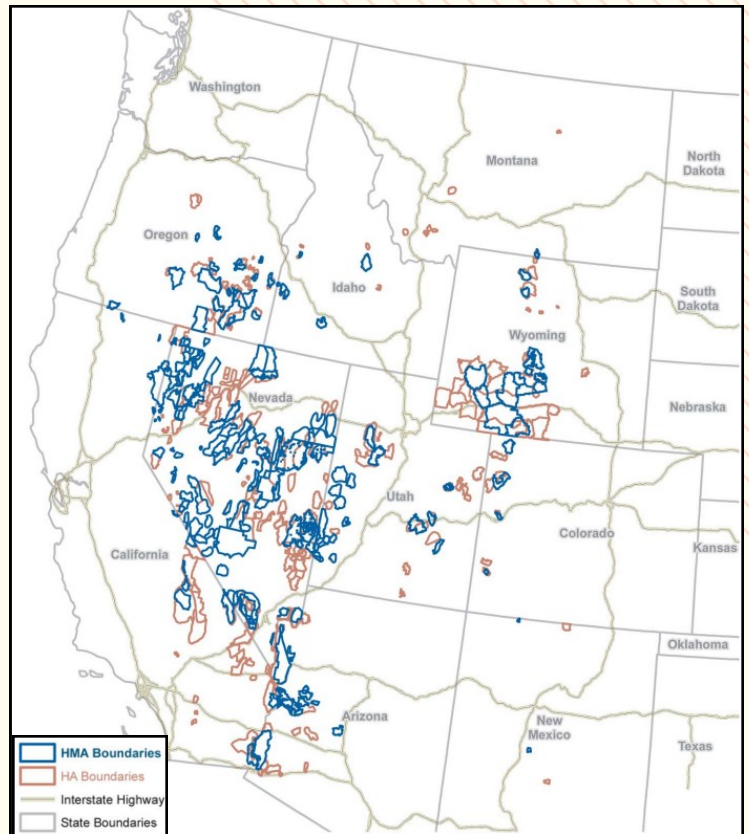 Washington
Montana
North
Dakota
Oregon
Idaho
South
Dakota
Wyoming
Nevada
Nebraska
Utah
Colorado
California
Kansas
Oklahoma
Arizona
New
Mexico
Texas
HMA Boundaries
HA Boundaries
Interstate Highway
State Boundaries